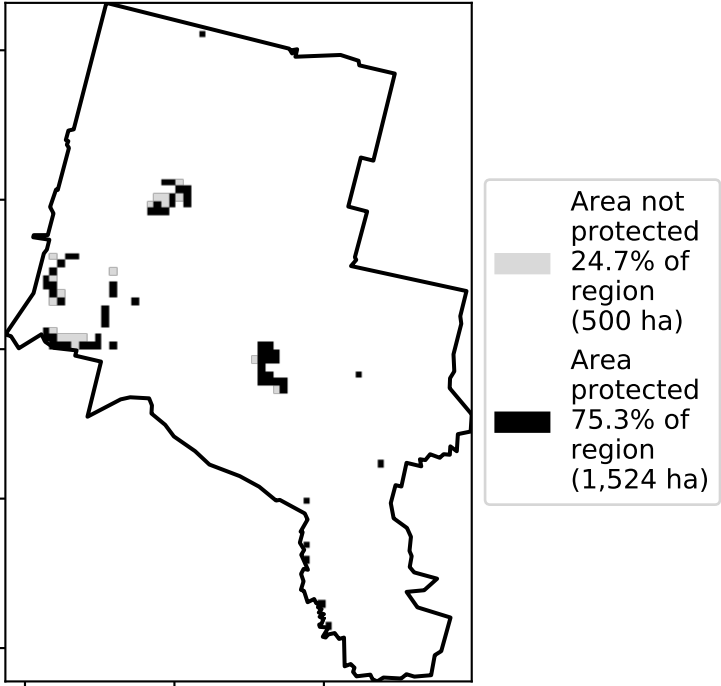 Area not
protected
24.7% of
region
(500 ha)
Area
protected
75.3% of
region
(1,524 ha)